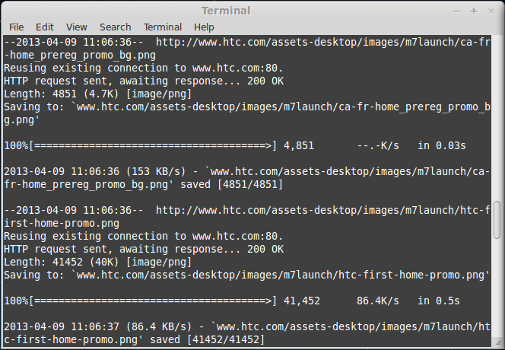 Terminal
File Edit View Search Terminal Help
--2013-04-09 11:06:36--  http://www.htc.com/assets-desktop/images/m7launch/ca-fr
-home_prereg_promo_bg.png
Reusing existing connection to www.htc.com:80.
HTTP request sent, awaiting response... 200 OK
Length: 4851 (4.7K) [image/png]
Saving to: `www.htc.com/assets-desktop/images/m7launch/ca-fr-home_prereg_promo_b
g.png'
100%[======================================>] 4,851       --.-K/s   in 0.03s
2013-04-09 11:06:36 (153 KB/s) - `www.htc.com/assets-desktop/images/m7launch/ca-
fr-home_prereg_promo_bg.png' saved [4851/4851]
--2013-04-09 11:06:36--  http://www.htc.com/assets-desktop/images/m7launch/htc-f
irst-home-promo.png
Reusing existing connection to www.htc.com:80.
HTTP request sent, awaiting response... 200 OK
Length: 41452 (40K) [image/png]
Saving to: `www.htc.com/assets-desktop/images/m7launch/htc-first-home-promo.png'
100%[======================================>] 41,452      86.4K/s   in 0.5s
2013-04-09 11:06:37 (86.4 KB/s) - `www.htc.com/assets-desktop/images/m7launch/ht
c-first-home-promo.png' saved [41452/41452]